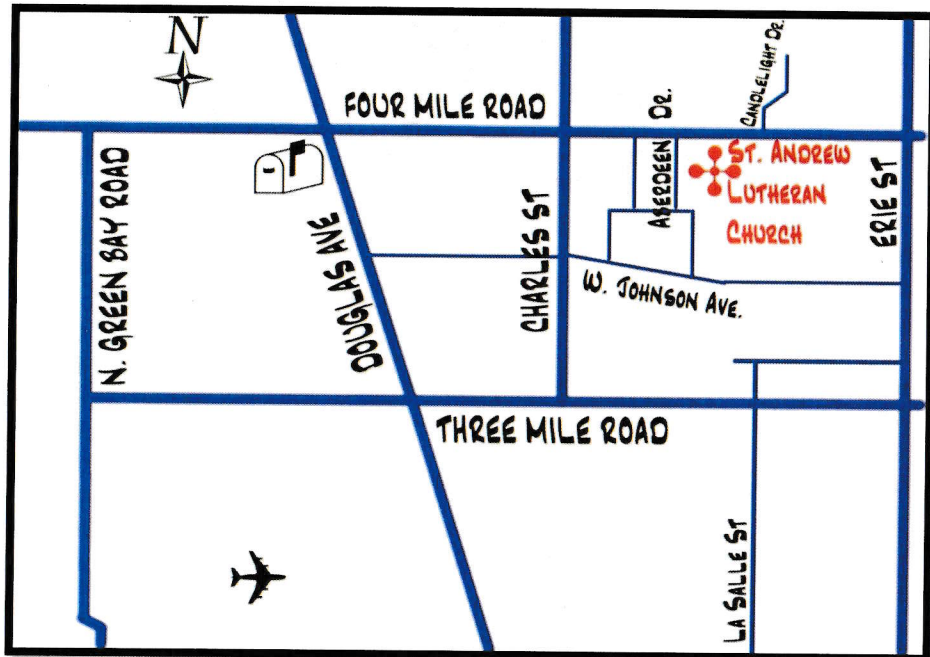 N
FOUR MILE ROAD
CANDLELIGHT DR.
ABERDEEN DR.
ST. ANDREW
LUTHERAN
CHURCH
N. GREEN BAY ROAD
DOUGLAS AVE
CHARLES ST
ERIE ST
W. JOHNSON AVE.
THREE MILE ROAD
LA SALLE ST